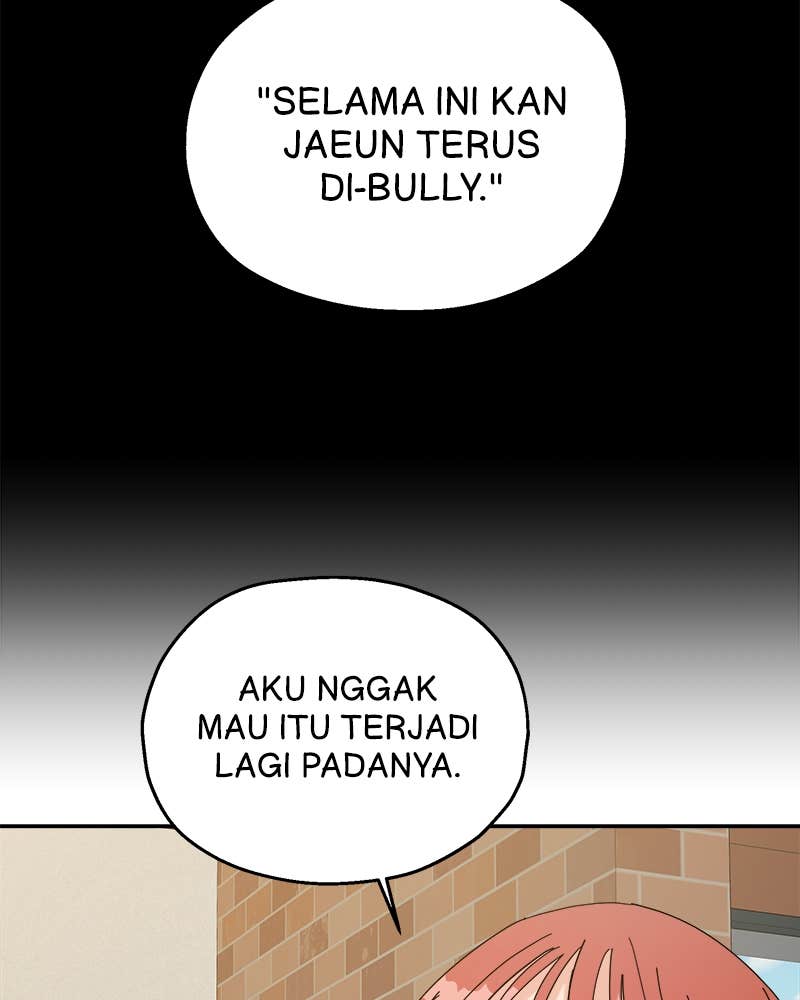 "SELAMA INI KAN
JAEUN TERUS
DI-BULLY."
AKU NGGAK
MAU ITU TERJADI
LAGI PADANYA.